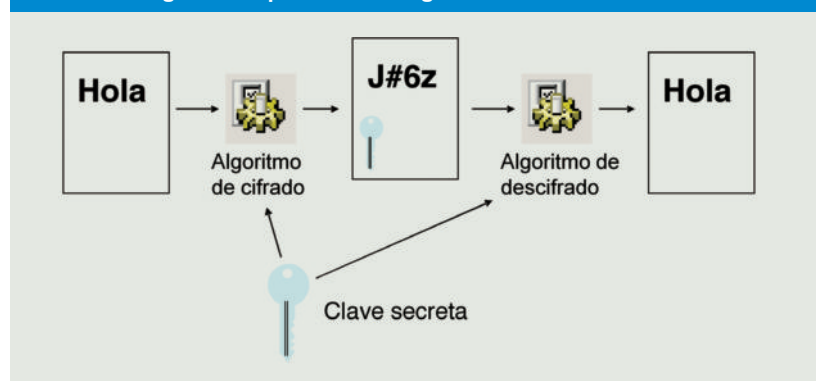 Hola
J#6z
Hola
Algoritmo
de cifrado
Algoritmo de
descifrado
Clave secreta